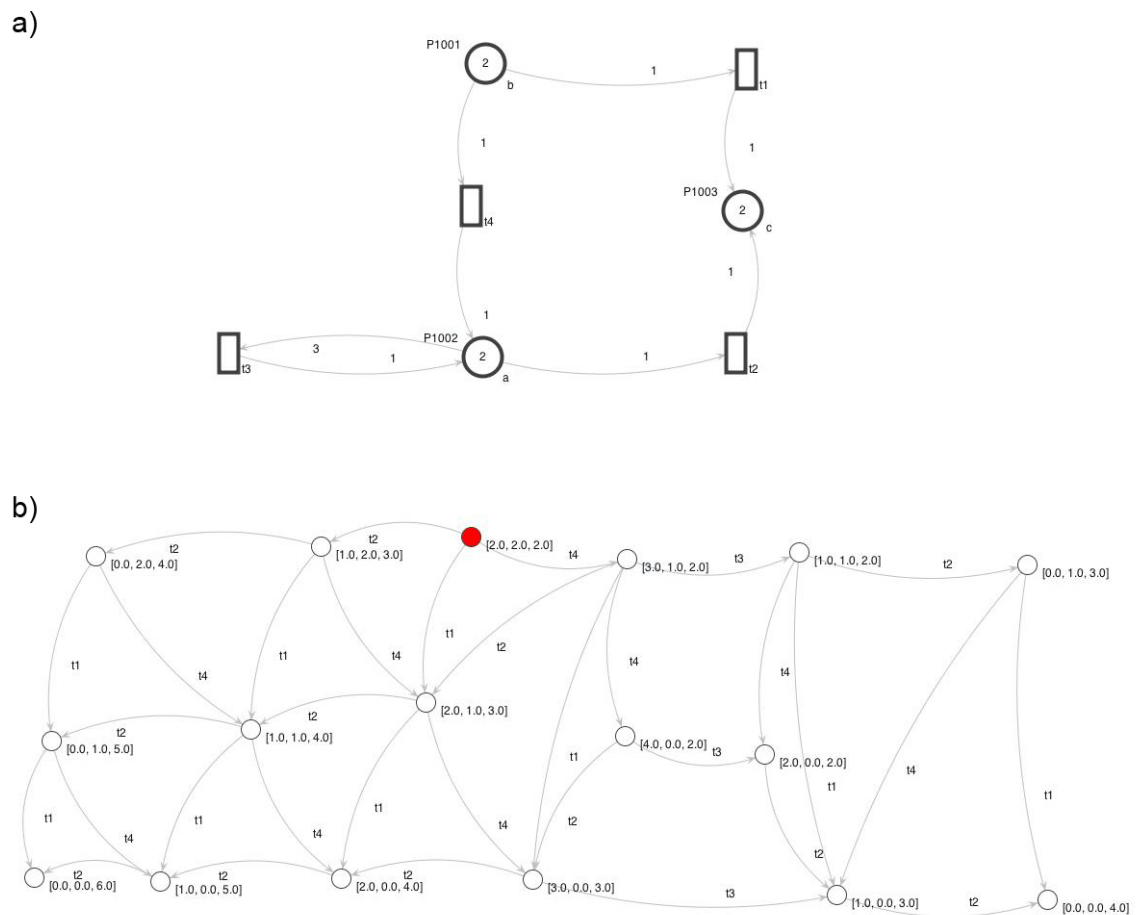 a)
P1001
2
b
1
t1
1
1
P1003
2
c
t4
1
1
P1002
2
a
3
1
t3
1
t2
b)
t2
t2
[2.0, 2.0, 2.0]
t4
[0.0, 2.0, 4.0]
[1.0, 2.0, 3.0]
[3.0, 1.0, 2.0]
t3
[1.0, 1.0, 2.0]
t2
[0.0, 1.0, 3.0]
t1
t4
t1
t4
t1
t2
t4
t4
t4
[2.0, 1.0, 3.0]
t2
t2
[0.0, 1.0, 5.0]
[1.0, 1.0, 4.0]
[4.0, 0.0, 2.0]
t3
[2.0, 0.0, 2.0]
t1
t1
t1
t4
t1
t1
t4
t4
t4
t2
t1
t2
t2
t2
t2
[0.0, 0.0, 6.0]
[1.0, 0.0, 5.0]
[2.0, 0.0, 4.0]
[3.0, 0.0, 3.0]
t3
[1.0, 0.0, 3.0]
t2
[0.0, 0.0, 4.0]